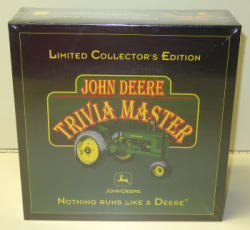 LIMITED COLLECTOR'S EDITION
JOHN DEERE
TRIVIA MASTER
JOHN DEERE
NOTHING RUNS LIKE A DEERE®